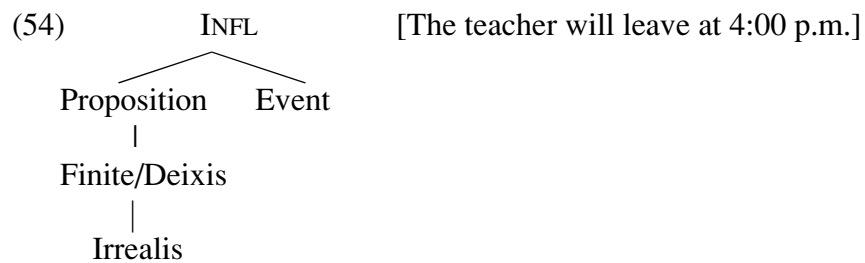 (54) INFL [The teacher will leave at 4:00 p.m.]
Proposition Event
Finite/Deixis
Irrealis